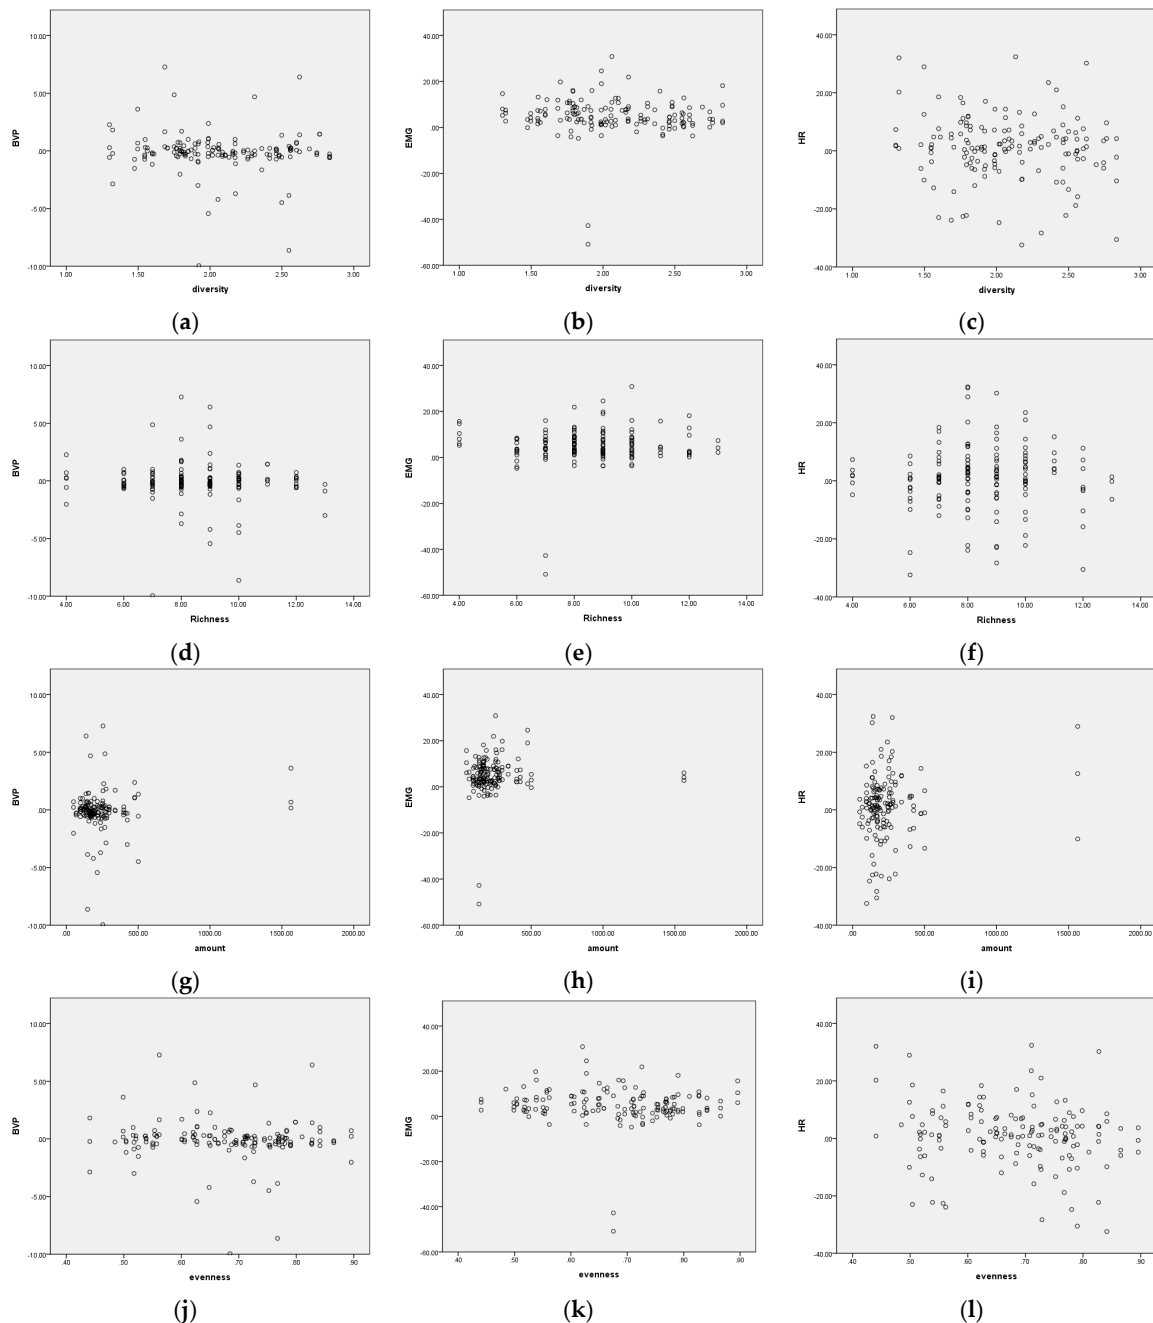 10.00
5.00
.00
-5.00
-10.00
BVP
1.00 1.50 2.00 2.50 3.00
diversity
(a)
40.00
20.00
.00
-20.00
-40.00
-60.00
EMG
1.00 1.50 2.00 2.50 3.00
diversity
(b)
40.00
20.00
.00
-20.00
-40.00
HR
1.00 1.50 2.00 2.50 3.00
diversity
(c)
10.00
5.00
.00
-5.00
-10.00
BVP
4.00 6.00 8.00 10.00 12.00 14.00
Richness
(d)
40.00
20.00
.00
-20.00
-40.00
-60.00
EMG
4.00 6.00 8.00 10.00 12.00 14.00
Richness
(e)
40.00
20.00
.00
-20.00
-40.00
HR
4.00 6.00 8.00 10.00 12.00 14.00
Richness
(f)
10.00
5.00
.00
-5.00
-10.00
BVP
.00 500.00 1000.00 1500.00 2000.00
amount
(g)
40.00
20.00
.00
-20.00
-40.00
-60.00
EMG
.00 500.00 1000.00 1500.00 2000.00
amount
(h)
40.00
20.00
.00
-20.00
-40.00
HR
.00 500.00 1000.00 1500.00 2000.00
amount
(i)
10.00
5.00
.00
-5.00
-10.00
BVP
.40 .50 .60 .70 .80 .90
evenness
(j)
40.00
20.00
.00
-20.00
-40.00
-60.00
EMG
.40 .50 .60 .70 .80 .90
evenness
(k)
40.00
20.00
.00
-20.00
-40.00
HR
.40 .50 .60 .70 .80 .90
evenness
(l)